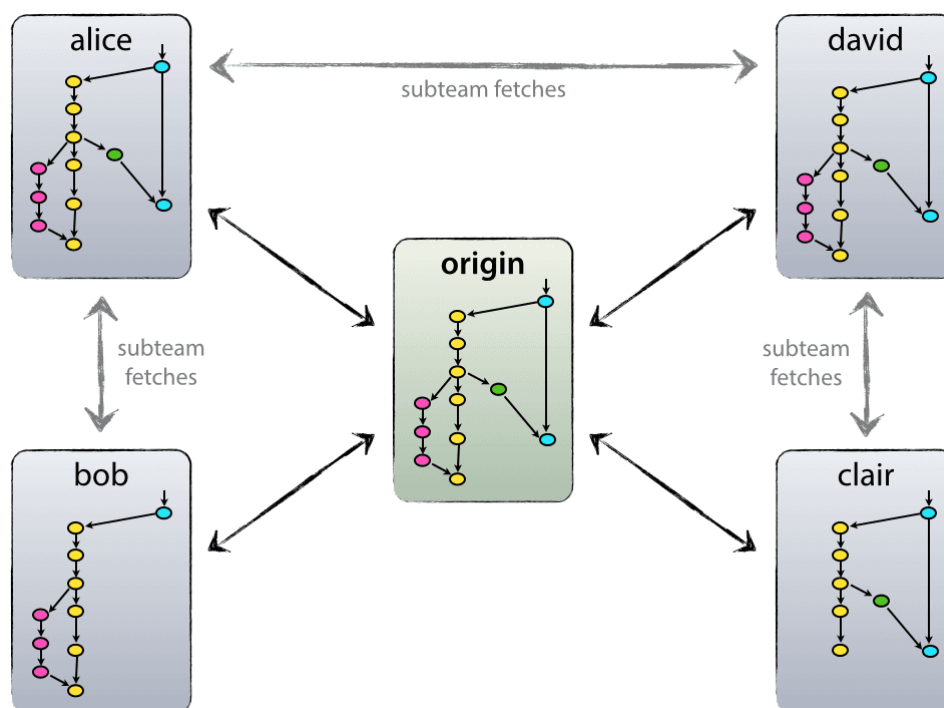 alice
david
subteam fetches
origin
subteam
fetches
subteam
fetches
bob
clair